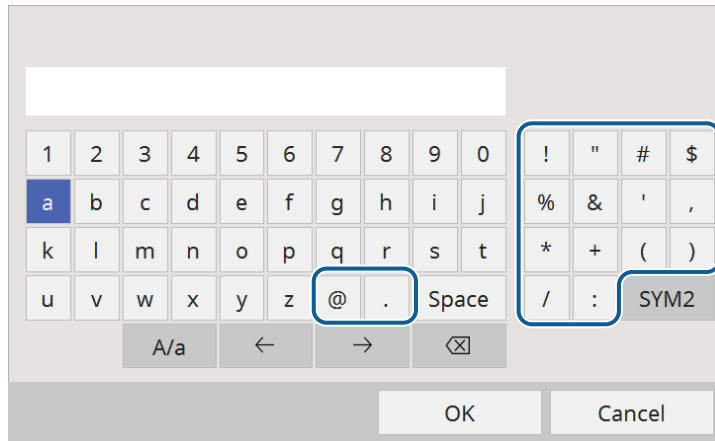 1 2 3 4 5 6 7 8 9 0 ! " # $
a b c d e f g h i j % & ' ,
k l m n o p q r s t * + ( )
u v w x y z @ . Space / : SYM2
A/a ← → ⌫
OK Cancel